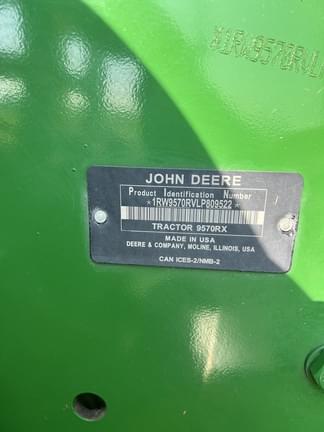 *1RW9570RVL
JOHN DEERE
Product Identification Number
*1RW9570RVLP809522*
TRACTOR 9570RX
MADE IN USA
DEERE & COMPANY, MOLINE, ILLINOIS, USA
CAN ICES-2/NMB-2